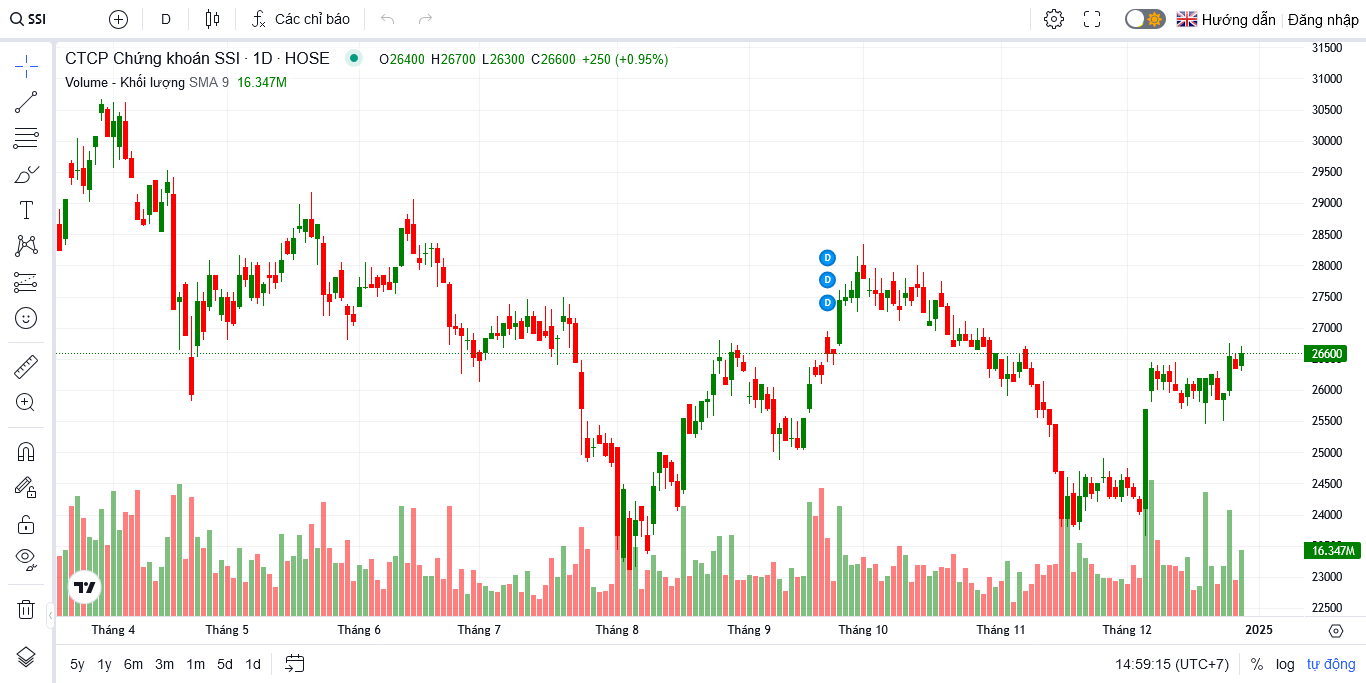 SSI D Các chỉ báo Hướng dẫn Đăng nhập
CTCP Chứng khoán SSI · 1D · HOSE O26400 H26700 L26300 C26600 +250 (+0.95%)
Volume - Khối lượng SMA 9 16.347M
31500
31000
30500
30000
29500
29000
28500
28000
27500
27000
26600
26000
25500
25000
24500
24000
16.347M
23000
22500
D
D
D
Tháng 4 Tháng 5 Tháng 6 Tháng 7 Tháng 8 Tháng 9 Tháng 10 Tháng 11 Tháng 12 2025
5y 1y 6m 3m 1m 5d 1d 14:59:15 (UTC+7) % log tự động